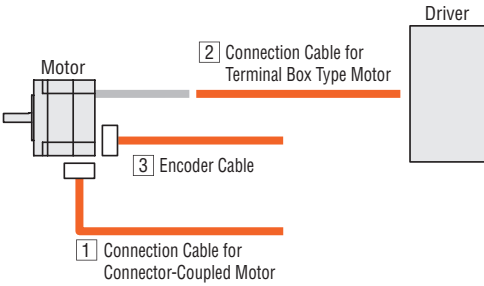 Driver
2 Connection Cable for
Terminal Box Type Motor
Motor
3 Encoder Cable
1 Connection Cable for
Connector-Coupled Motor